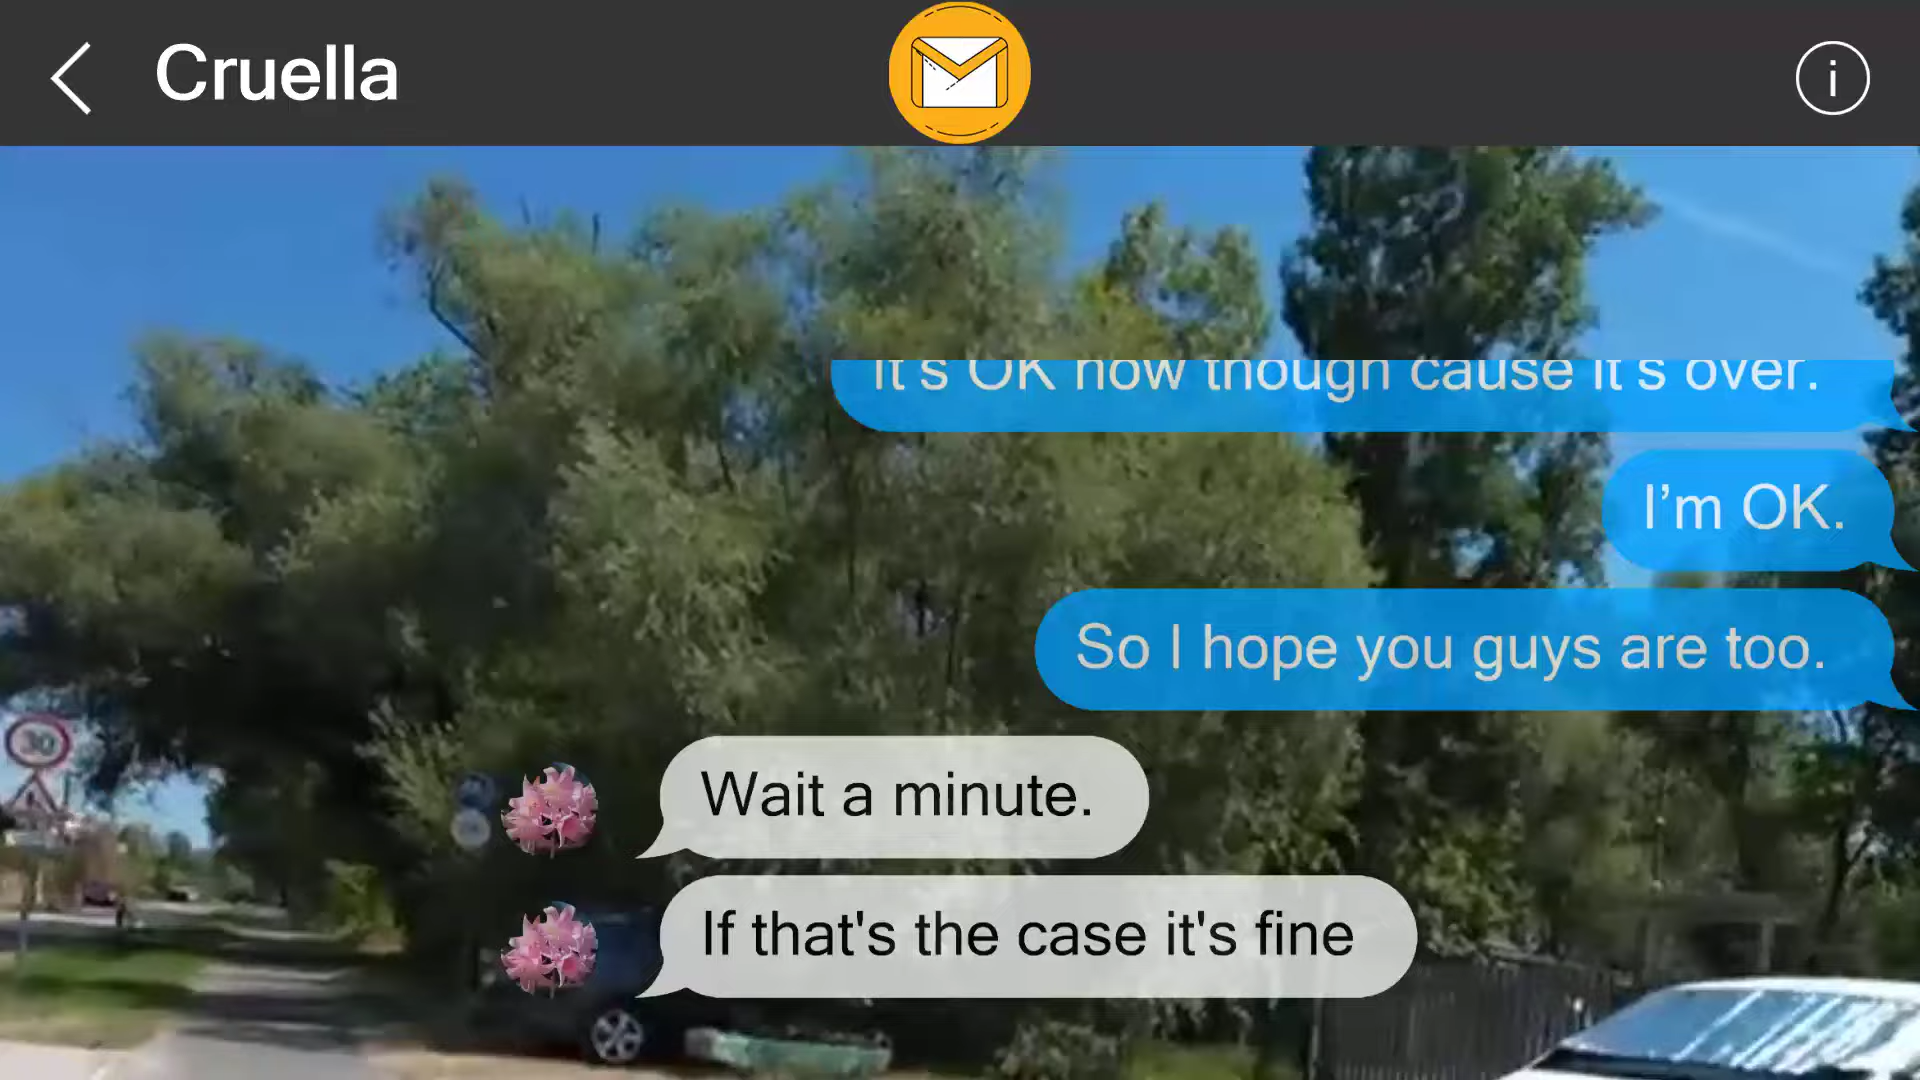 Cruella
It's OK now though cause it's over.
I’m OK.
So I hope you guys are too.
Wait a minute.
If that's the case it's fine
30